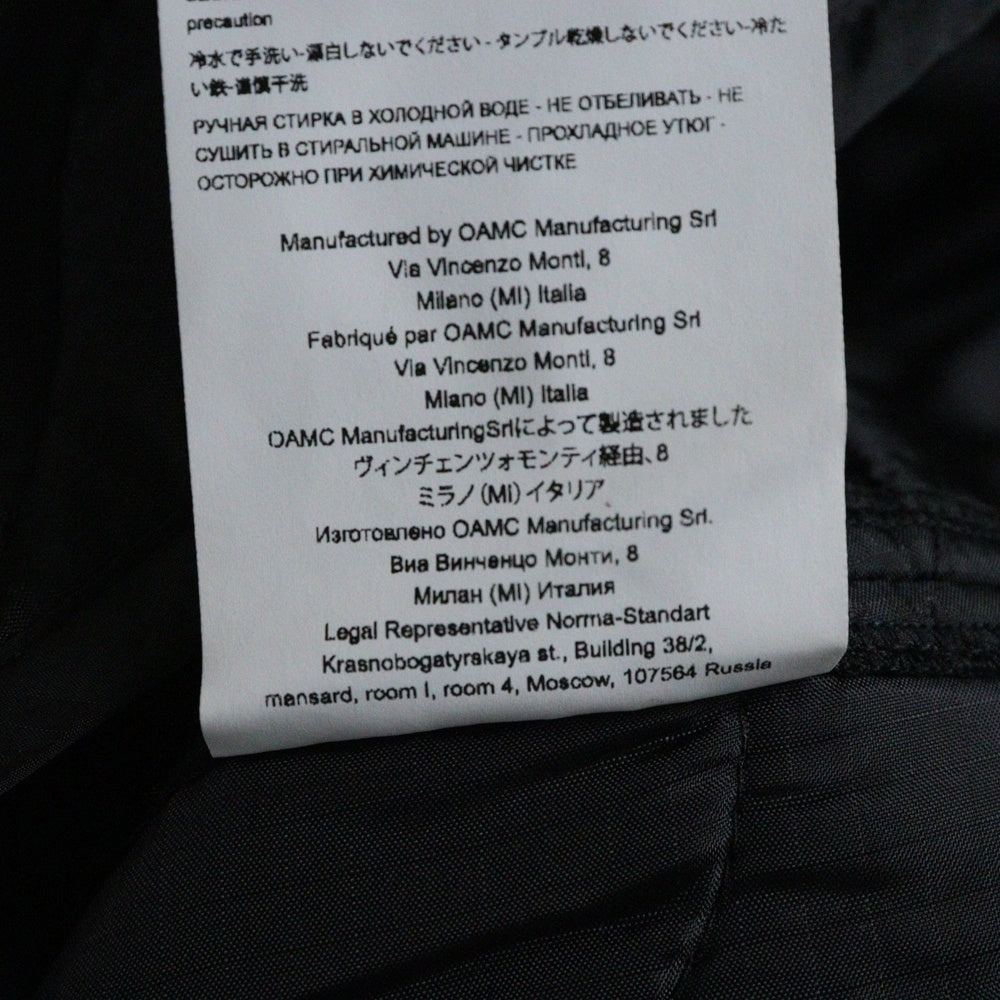 precaution
冷水で手洗い-漂白しないでください - タンブル乾燥しないでください-冷た
い鉄-謹慎干洗
РУЧНАЯ СТИРКА В ХОЛОДНОЙ ВОДЕ - НЕ ОТБЕЛИВАТЬ - НЕ
СУШИТЬ В СТИРАЛЬНОЙ МАШИНЕ - ПРОХЛАДНОЕ УТЮГ -
ОСТОРОЖНО ПРИ ХИМИЧЕСКОЙ ЧИСТКЕ
Manufactured by OAMC Manufacturing Srl
Via Vincenzo Monti, 8
Milano (MI) Italia
Fabriqué par OAMC Manufacturing Srl
Via Vincenzo Monti, 8
Milano (MI) Italia
OAMC ManufacturingSrlによって製造されました
ヴィンチェンツォモンティ経由、8
ミラノ (MI) イタリア
Изготовлено OAMC Manufacturing Srl.
Виа Винченцо Монти, 8
Милан (MI) Италия
Legal Representative Norma-Standart
Krasnobogatyrskaya st., Building 38/2,
mansard, room I, room 4, Moscow, 107564 Russia